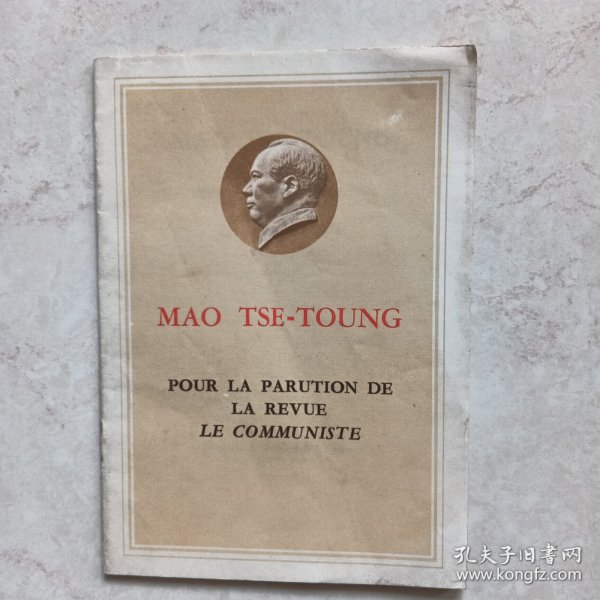 MAO TSE-TOUNG
POUR LA PARUTION DE
LA REVUE
LE COMMUNISTE
孔夫子旧书网
www.kongfz.com